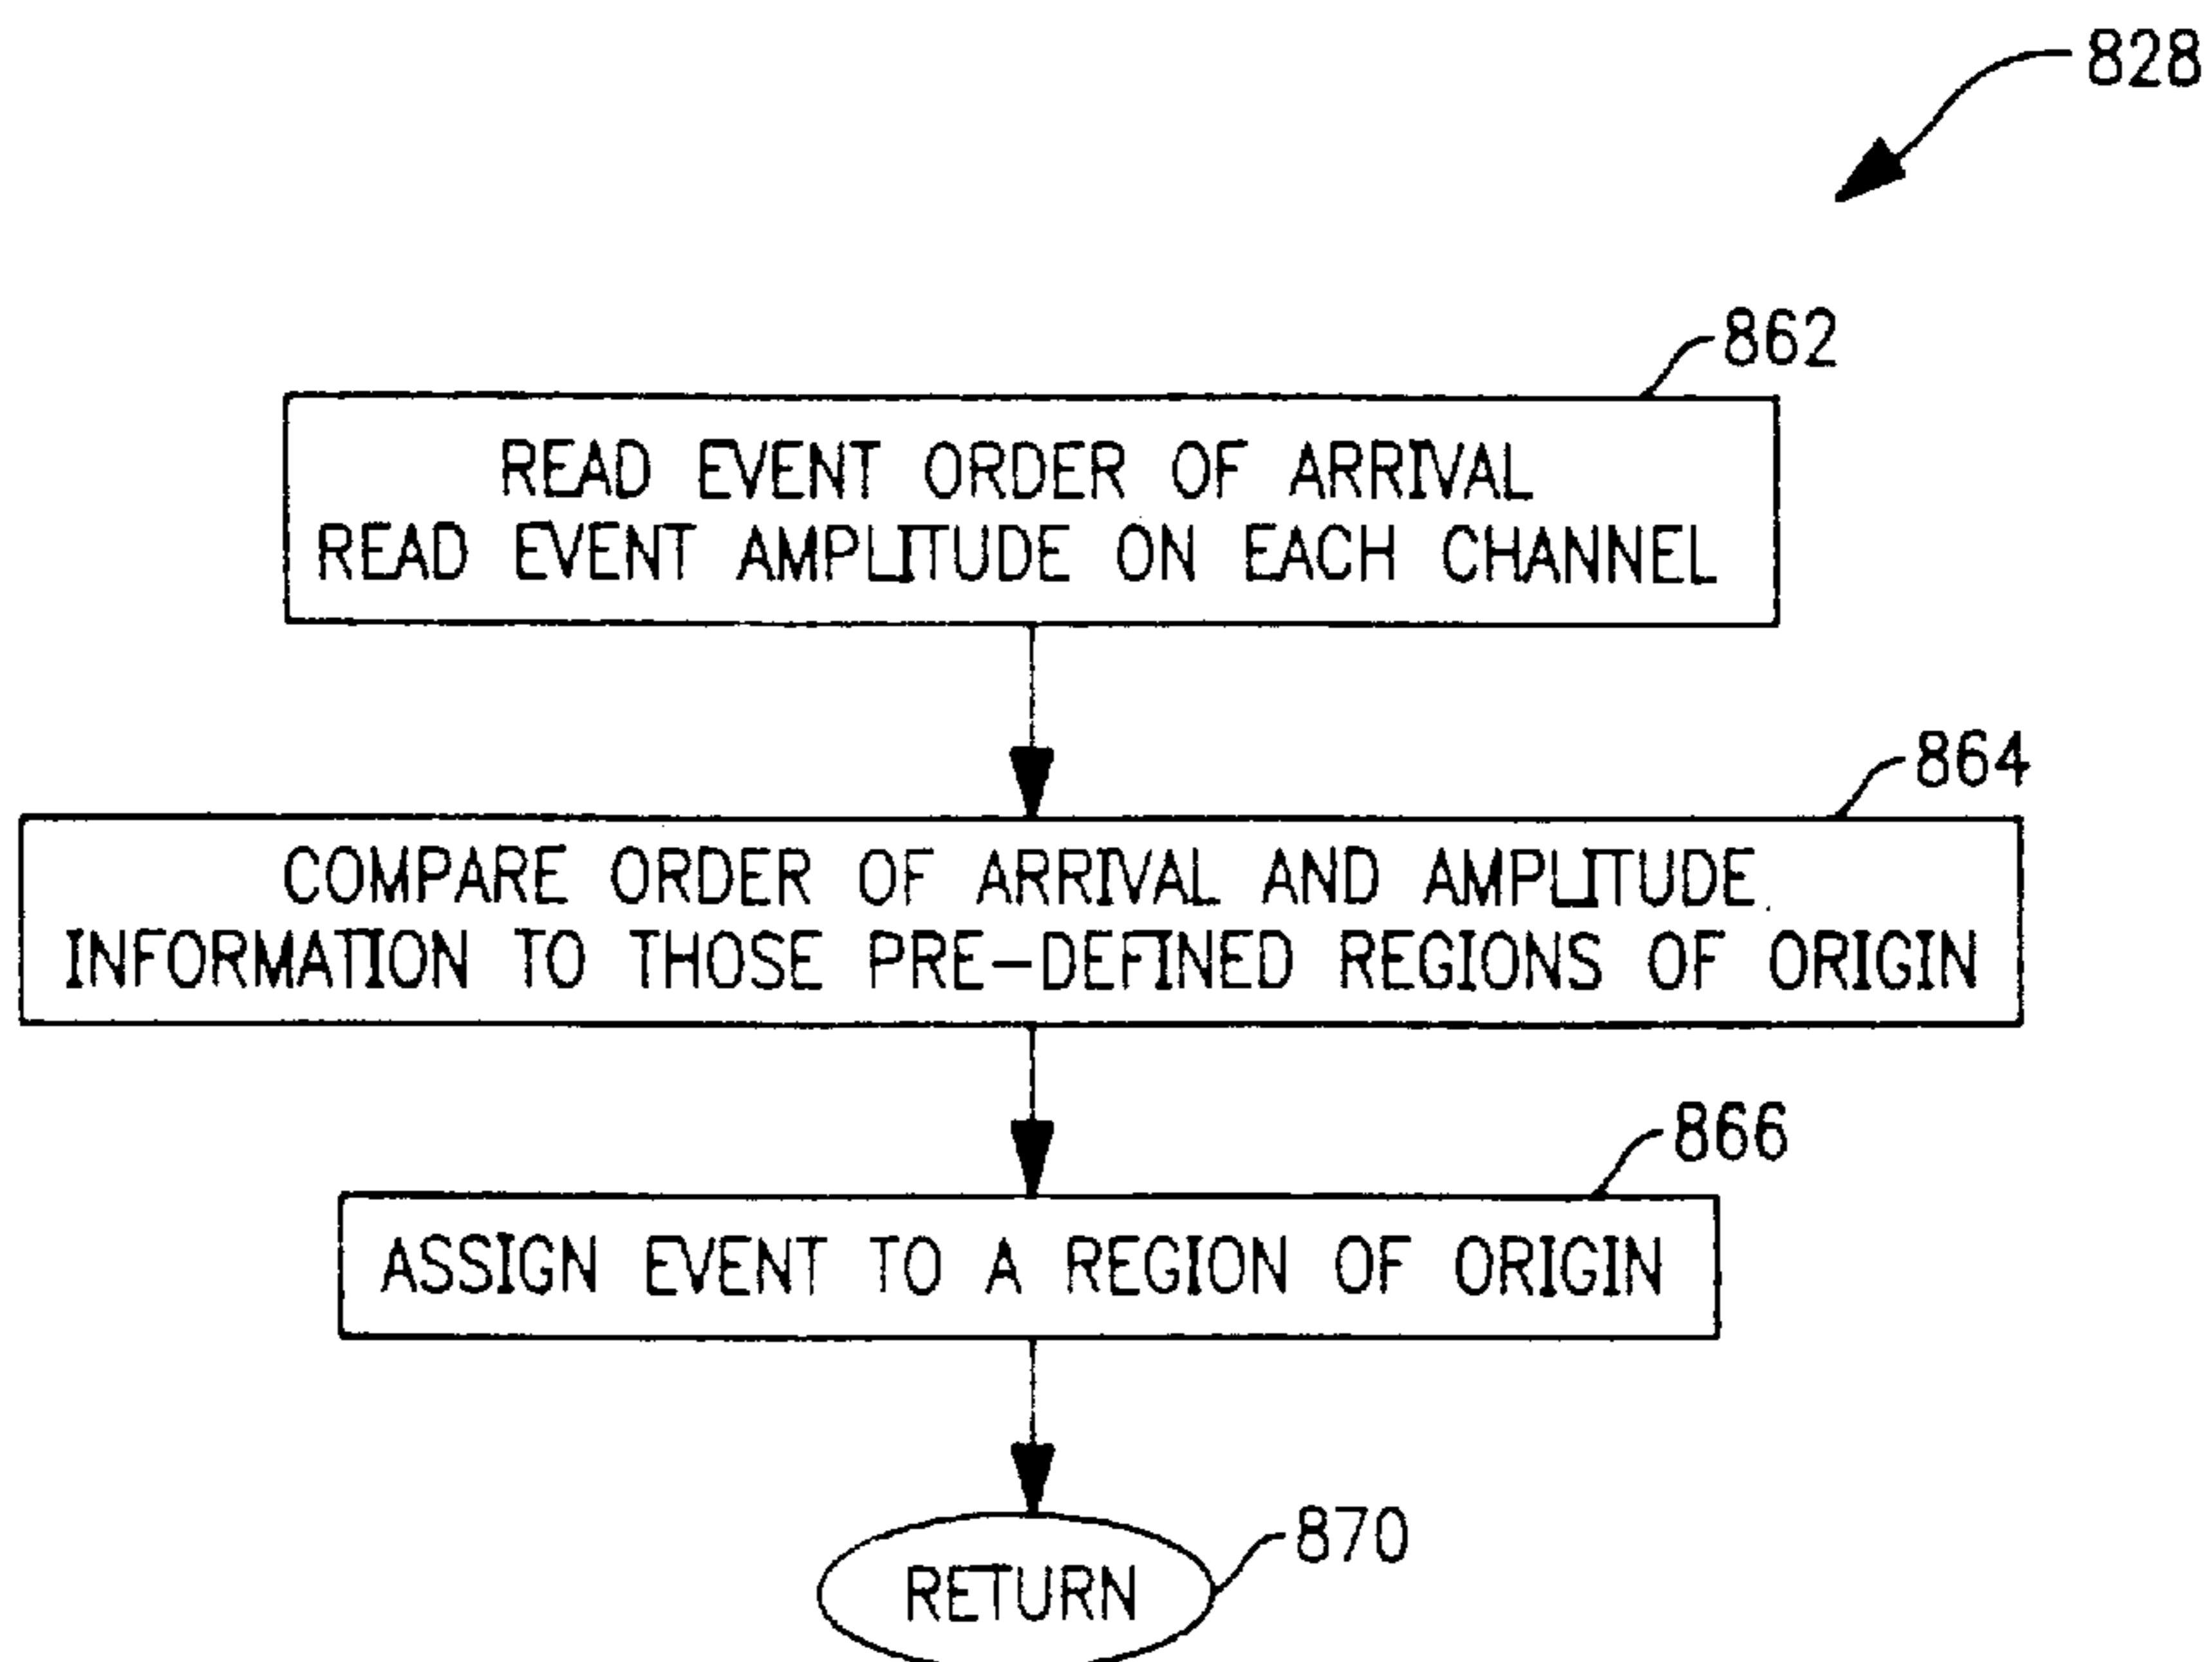 828
862
READ EVENT ORDER OF ARRIVAL
READ EVENT AMPLITUDE ON EACH CHANNEL
864
COMPARE ORDER OF ARRIVAL AND AMPLITUDE
INFORMATION TO THOSE PRE-DEFINED REGIONS OF ORIGIN
866
ASSIGN EVENT TO A REGION OF ORIGIN
870
RETURN